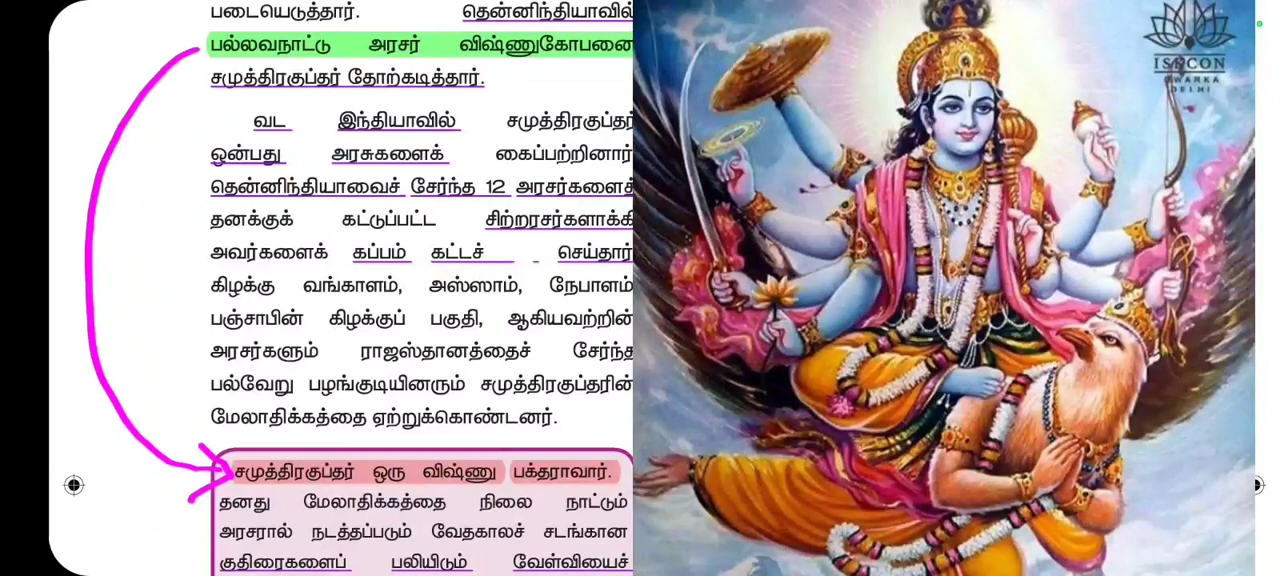 படையெடுத்தார். தென்னிந்தியாவில்
பல்லவநாட்டு அரசர் விஷ்ணுகோபனை
சமுத்திரகுப்தர் தோற்கடித்தார்.
வட இந்தியாவில் சமுத்திரகுப்தர்
ஒன்பது அரசுகளைக் கைப்பற்றினார்
தென்னிந்தியாவைச் சேர்ந்த 12 அரசர்களைத்
தனக்குக் கட்டுப்பட்ட சிற்றரசர்களாக்கி
அவர்களைக் கப்பம் கட்டச் செய்தார்
கிழக்கு வங்காளம், அஸ்ஸாம், நேபாளம்
பஞ்சாபின் கிழக்குப் பகுதி, ஆகியவற்றின்
அரசர்களும் ராஜஸ்தானத்தைச் சேர்ந்த
பல்வேறு பழங்குடியினரும் சமுத்திரகுப்தரின்
மேலாதிக்கத்தை ஏற்றுக்கொண்டனர்.
சமுத்திரகுப்தர் ஒரு விஷ்ணு பக்தராவார்.
தனது மேலாதிக்கத்தை நிலை நாட்டும்
அரசரால் நடத்தப்படும் வேதகாலச் சடங்கான
குதிரைகளைப் பலியிடும் வேள்வியைச்
ISKCON
DWARKA
DELHI